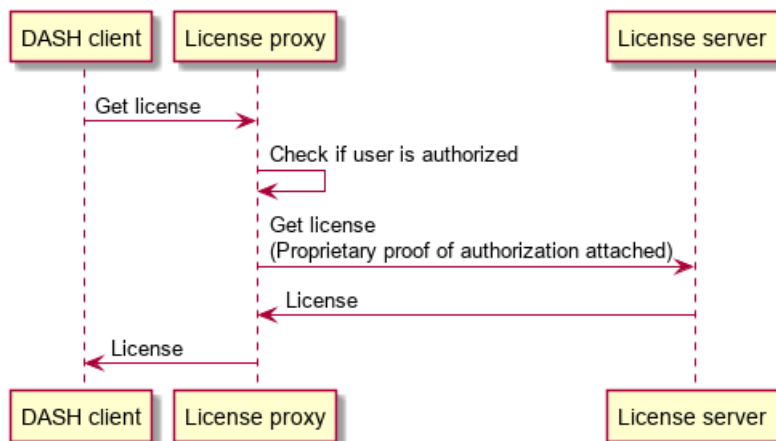 DASH client
License proxy
License server
Get license
Check if user is authorized
Get license
(Proprietary proof of authorization attached)
License
License
DASH client
License proxy
License server